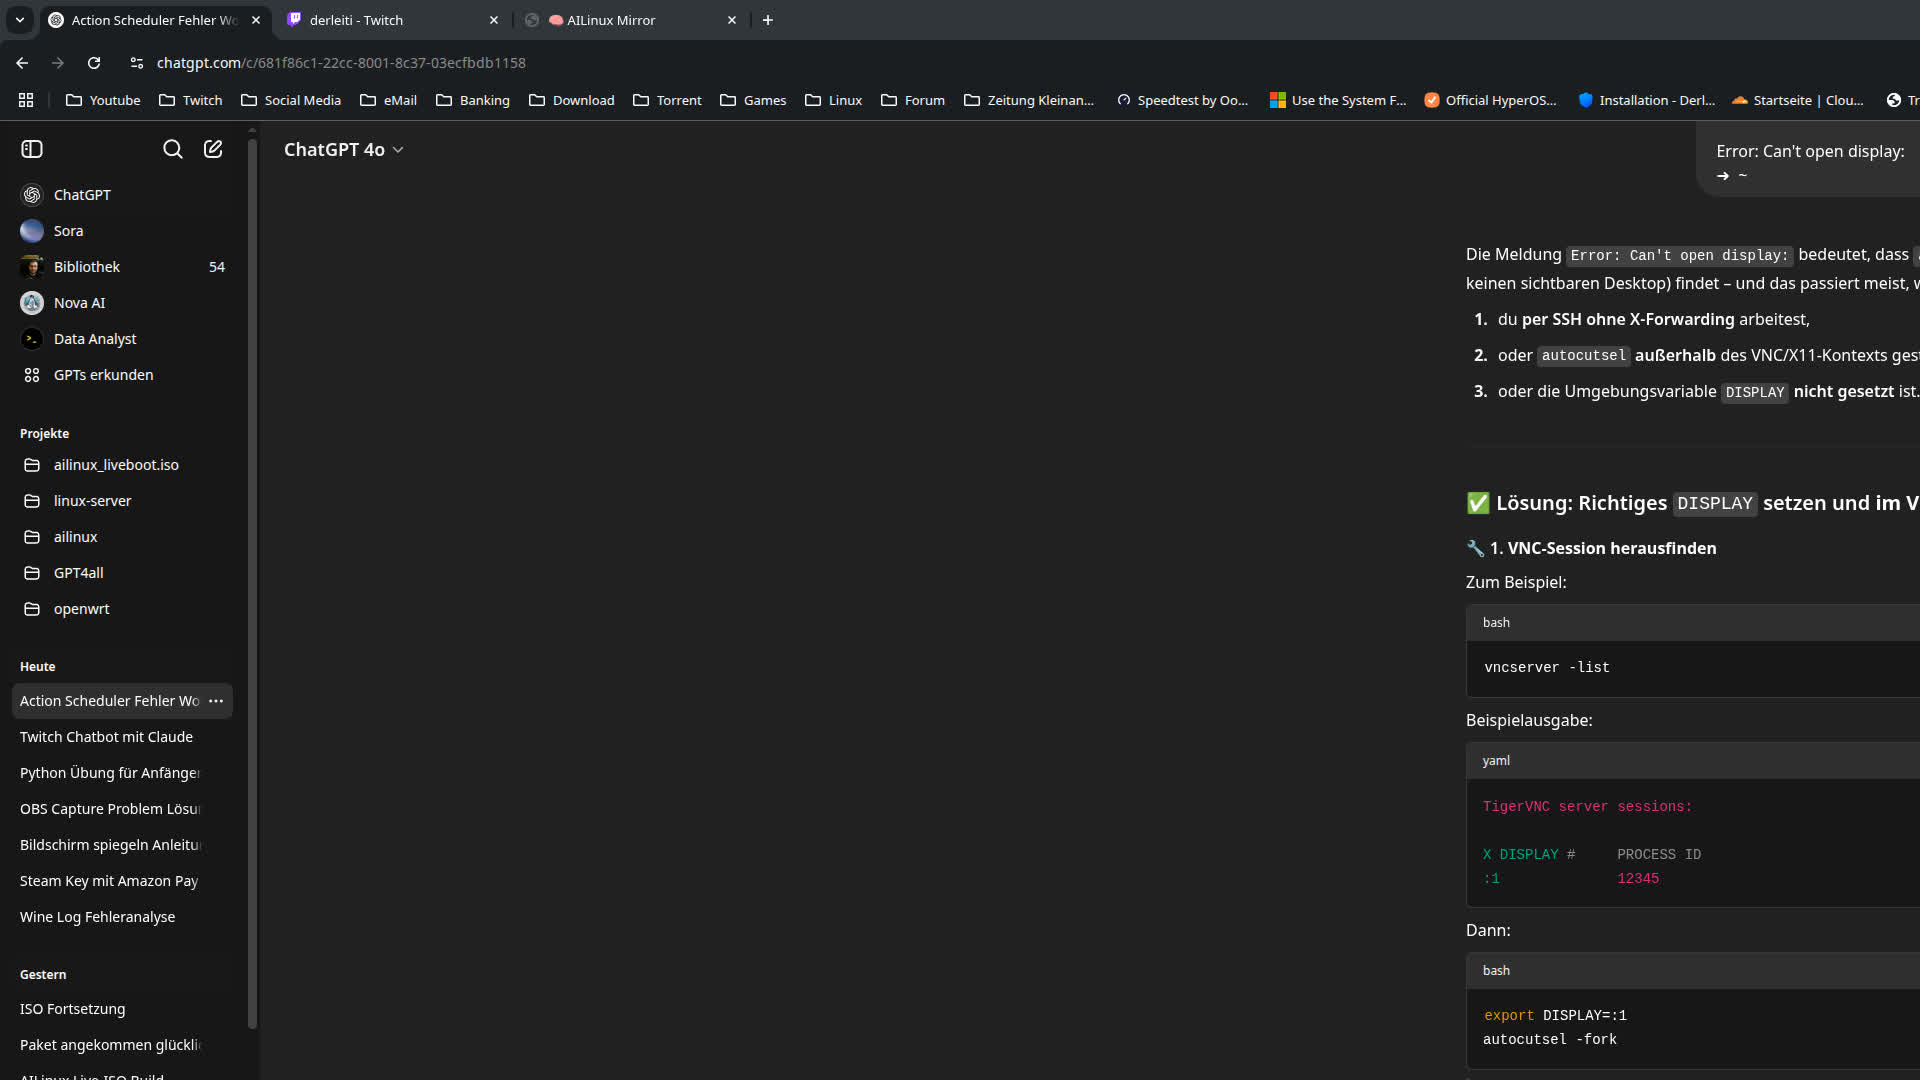 Action Scheduler Fehler Wo
derleiti - Twitch
AILinux Mirror
chatgpt.com/c/681f86c1-22cc-8001-8c37-03ecfbdb1158
Youtube
Twitch
Social Media
eMail
Banking
Download
Torrent
Games
Linux
Forum
Zeitung Kleinan...
Speedtest by Oo...
Use the System F...
Official HyperOS...
Installation - Derl...
Startseite | Clou...
Tr
ChatGPT
Sora
Bibliothek 54
Nova AI
Data Analyst
GPTs erkunden
Projekte
ailinux_liveboot.iso
linux-server
ailinux
GPT4all
openwrt
Heute
Action Scheduler Fehler Wo
Twitch Chatbot mit Claude
Python Übung für Anfänger
OBS Capture Problem Lösu
Bildschirm spiegeln Anleitu
Steam Key mit Amazon Pay
Wine Log Fehleranalyse
Gestern
ISO Fortsetzung
Paket angekommen glückli
AILinux Live ISO Build
ChatGPT 4o
Error: Can't open display:
➜ ~
Die Meldung Error: Can't open display: bedeutet, dass
keinen sichtbaren Desktop) findet – und das passiert meist, w
1. du per SSH ohne X-Forwarding arbeitest,
2. oder autocutsel außerhalb des VNC/X11-Kontexts gest
3. oder die Umgebungsvariable DISPLAY nicht gesetzt ist.
✅ Lösung: Richtiges DISPLAY setzen und im V
🔧 1. VNC-Session herausfinden
Zum Beispiel:
bash
vncserver -list
Beispielausgabe:
yaml
TigerVNC server sessions:
X DISPLAY # PROCESS ID
:1 12345
Dann:
bash
export DISPLAY=:1
autocutsel -fork